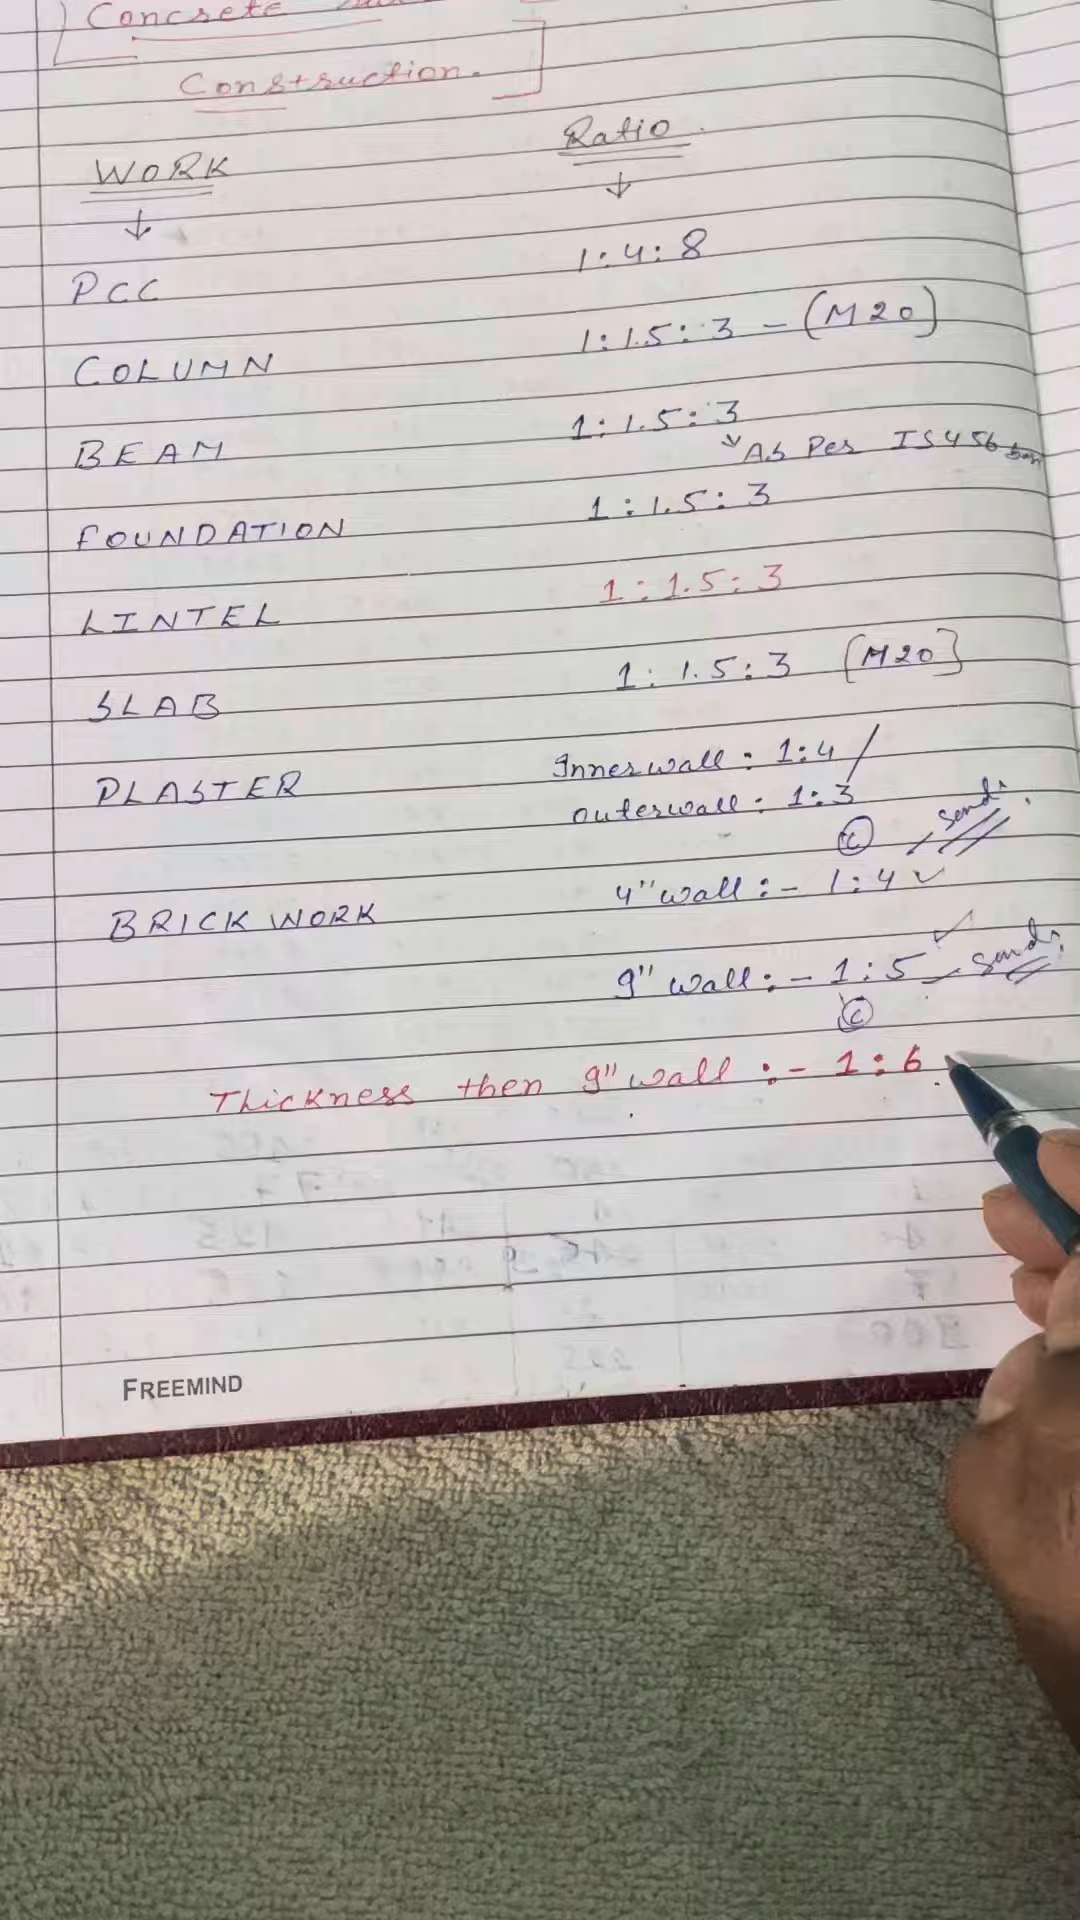 Concrete
Construction.
WORK
Ratio.
PCC
1:4:8
COLUMN
1:1.5:3 - (M20)
BEAM
1:1.5:3
As Per IS456
FOUNDATION
1:1.5:3
LINTEL
1:1.5:3
SLAB
1:1.5:3 [M20]
PLASTER
Innerwall: 1:4
outerwall: 1:3
C
Sand.
BRICK WORK
4" wall :- 1:4
9" wall :- 1:5
Sand.
C
Thickness then 9" wall :- 1:6
FREEMIND